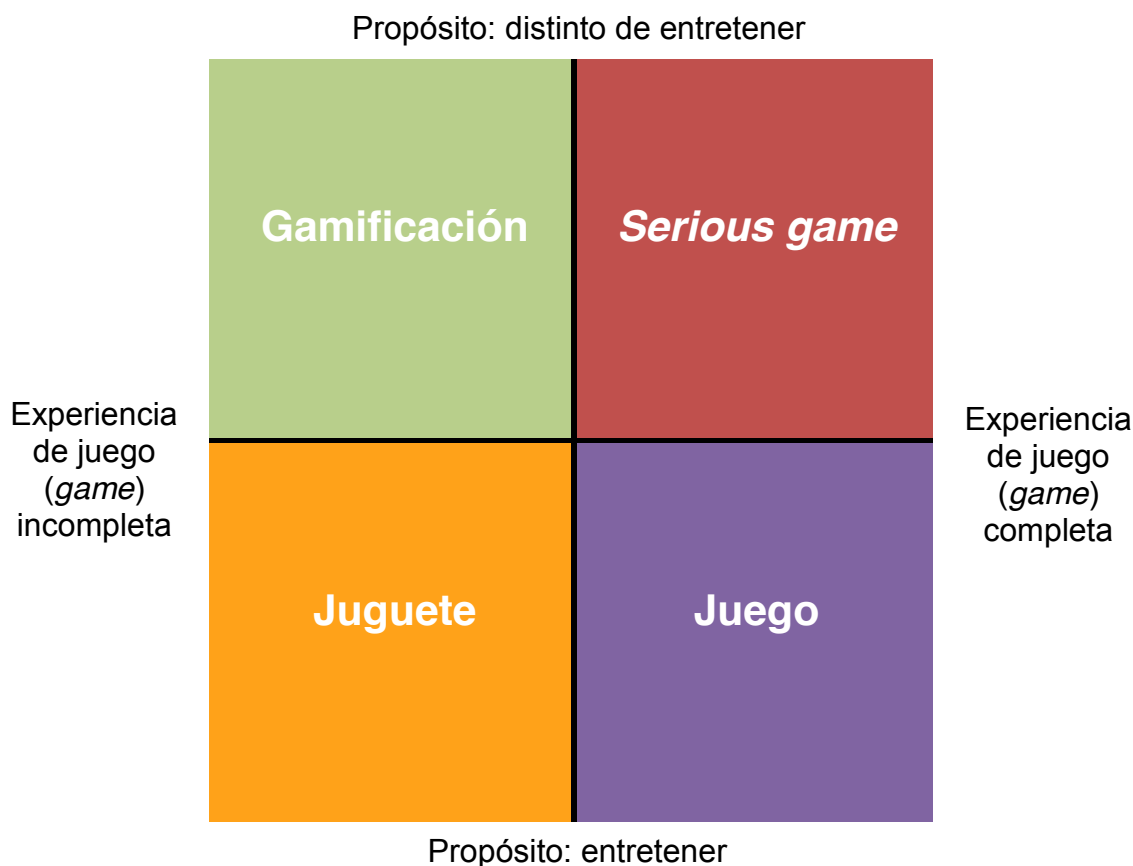 Propósito: distinto de entretener
Gamificación
Serious game
Experiencia
de juego
(game)
incompleta
Experiencia
de juego
(game)
completa
Juguete
Juego
Propósito: entretener